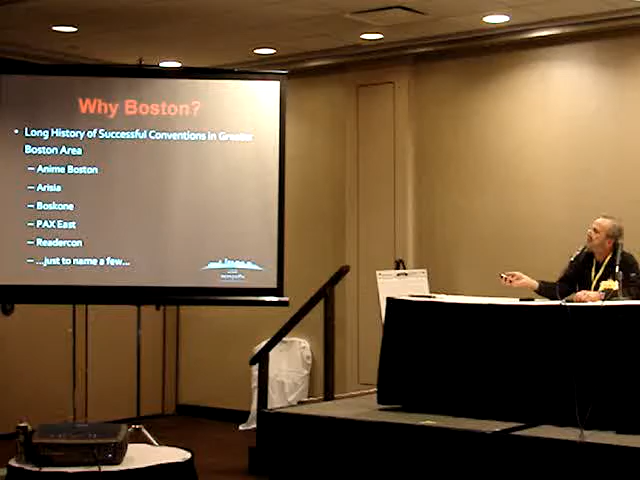 Why Boston?
• Long History of Successful Conventions in Greater
Boston Area
– Anime Boston
– Arisia
– Boskone
– PAX East
– Readercon
– ...just to name a few...